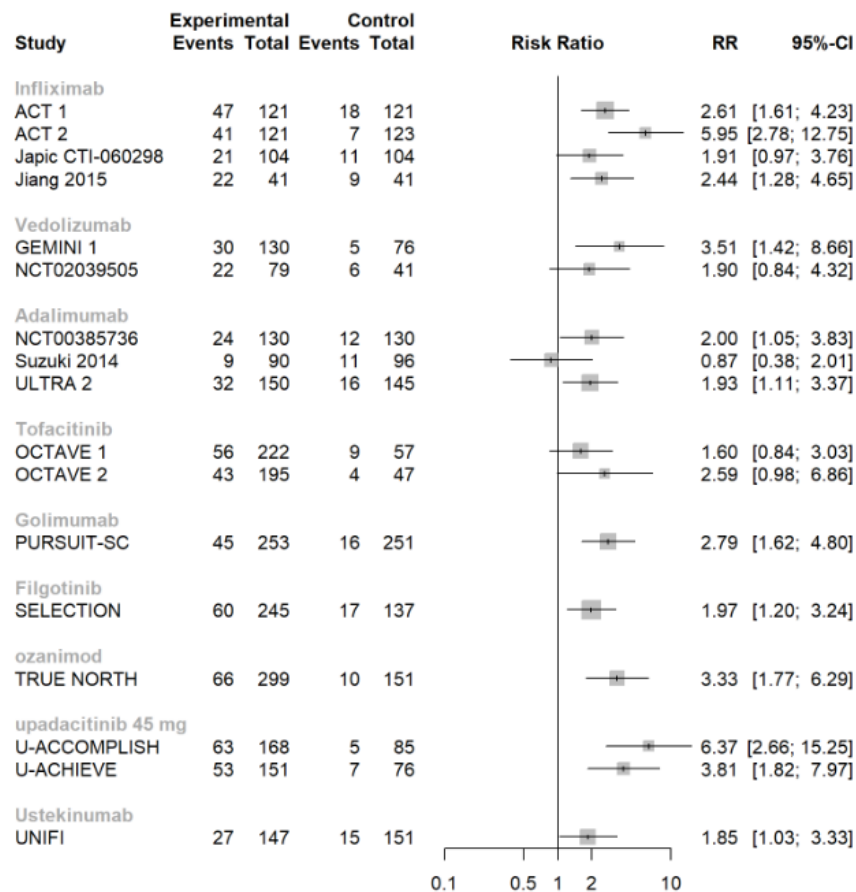 Experimental Control
Study Events Total Events Total Risk Ratio RR 95%-CI
Infliximab
ACT 1 47 121 18 121 2.61 [1.61; 4.23]
ACT 2 41 121 7 123 5.95 [2.78; 12.75]
Japic CTI-060298 21 104 11 104 1.91 [0.97; 3.76]
Jiang 2015 22 41 9 41 2.44 [1.28; 4.65]
Vedolizumab
GEMINI 1 30 130 5 76 3.51 [1.42; 8.66]
NCT02039505 22 79 6 41 1.90 [0.84; 4.32]
Adalimumab
NCT00385736 24 130 12 130 2.00 [1.05; 3.83]
Suzuki 2014 9 90 11 96 0.87 [0.38; 2.01]
ULTRA 2 32 150 16 145 1.93 [1.11; 3.37]
Tofacitinib
OCTAVE 1 56 222 9 57 1.60 [0.84; 3.03]
OCTAVE 2 43 195 4 47 2.59 [0.98; 6.86]
Golimumab
PURSUIT-SC 45 253 16 251 2.79 [1.62; 4.80]
Filgotinib
SELECTION 60 245 17 137 1.97 [1.20; 3.24]
ozanimod
TRUE NORTH 66 299 10 151 3.33 [1.77; 6.29]
upadacitinib 45 mg
U-ACCOMPLISH 63 168 5 85 6.37 [2.66; 15.25]
U-ACHIEVE 53 151 7 76 3.81 [1.82; 7.97]
Ustekinumab
UNIFI 27 147 15 151 1.85 [1.03; 3.33]
0.1 0.5 1 2 10